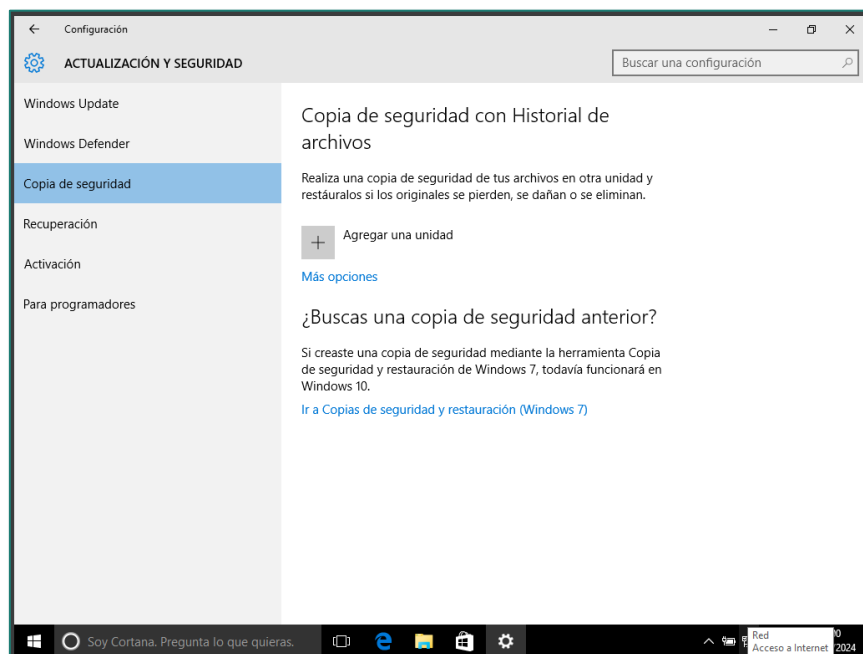 Configuración
ACTUALIZACIÓN Y SEGURIDAD
Buscar una configuración
Windows Update
Windows Defender
Copia de seguridad
Recuperación
Activación
Para programadores
Copia de seguridad con Historial de
archivos
Realiza una copia de seguridad de tus archivos en otra unidad y
restáuralos si los originales se pierden, se dañan o se eliminan.
Agregar una unidad
Más opciones
¿Buscas una copia de seguridad anterior?
Si creaste una copia de seguridad mediante la herramienta Copia
de seguridad y restauración de Windows 7, todavía funcionará en
Windows 10.
Ir a Copias de seguridad y restauración (Windows 7)
Soy Cortana. Pregunta lo que quieras.
Red
Acceso a Internet
/2024